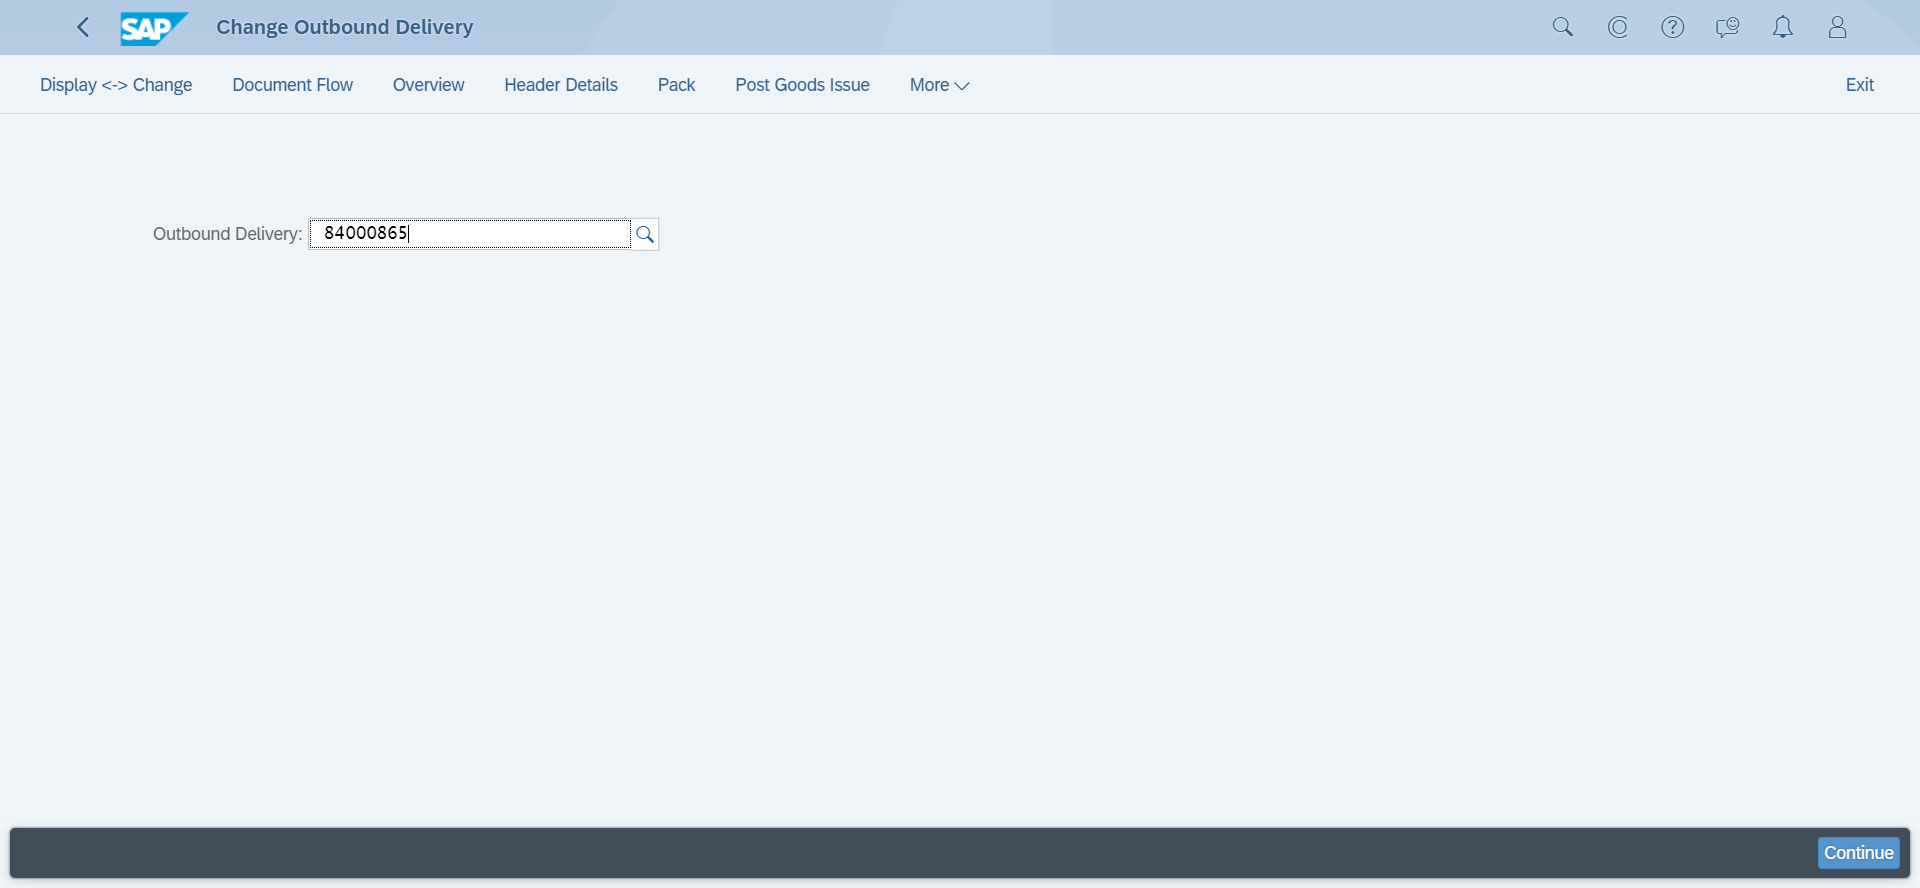 SAP Change Outbound Delivery
Display <-> Change Document Flow Overview Header Details Pack Post Goods Issue More Exit
Outbound Delivery: 84000865
Continue